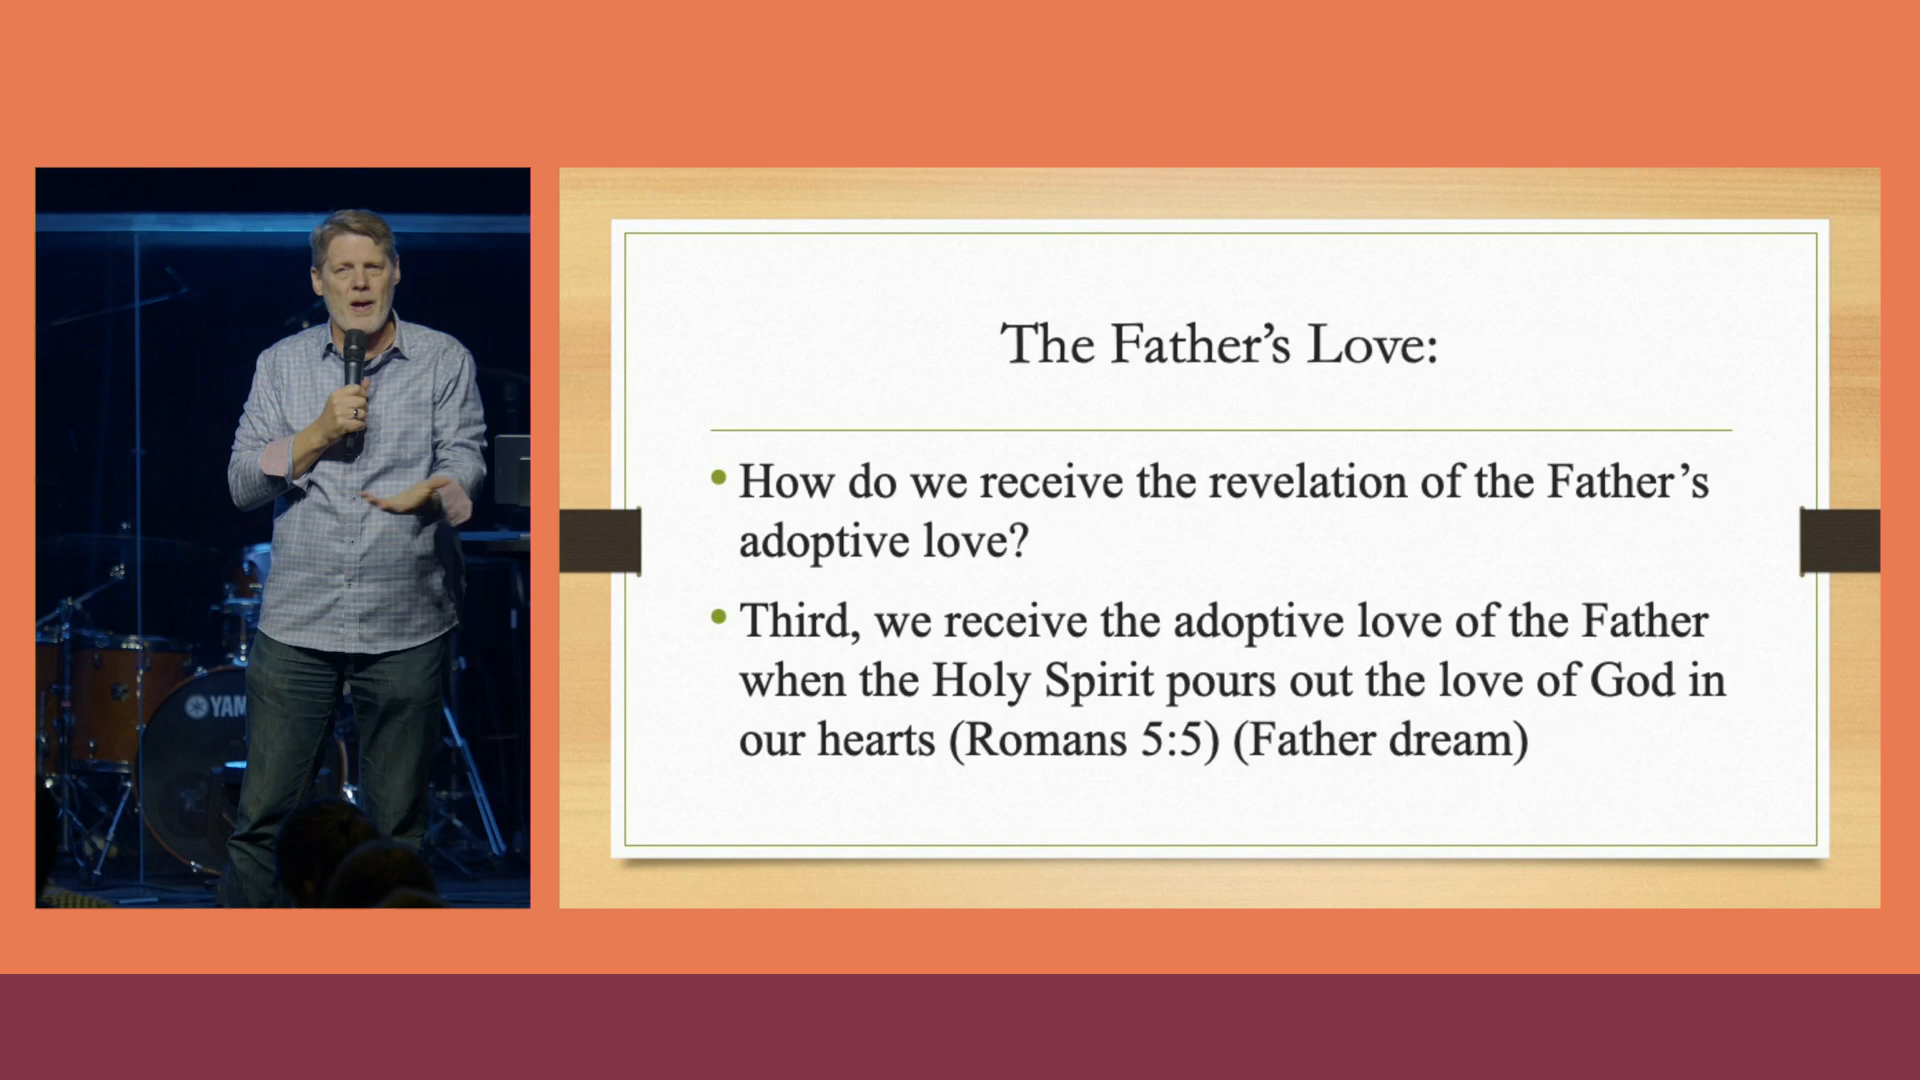 The Father’s Love:
• How do we receive the revelation of the Father’s
adoptive love?
• Third, we receive the adoptive love of the Father
when the Holy Spirit pours out the love of God in
our hearts (Romans 5:5) (Father dream)
YAM